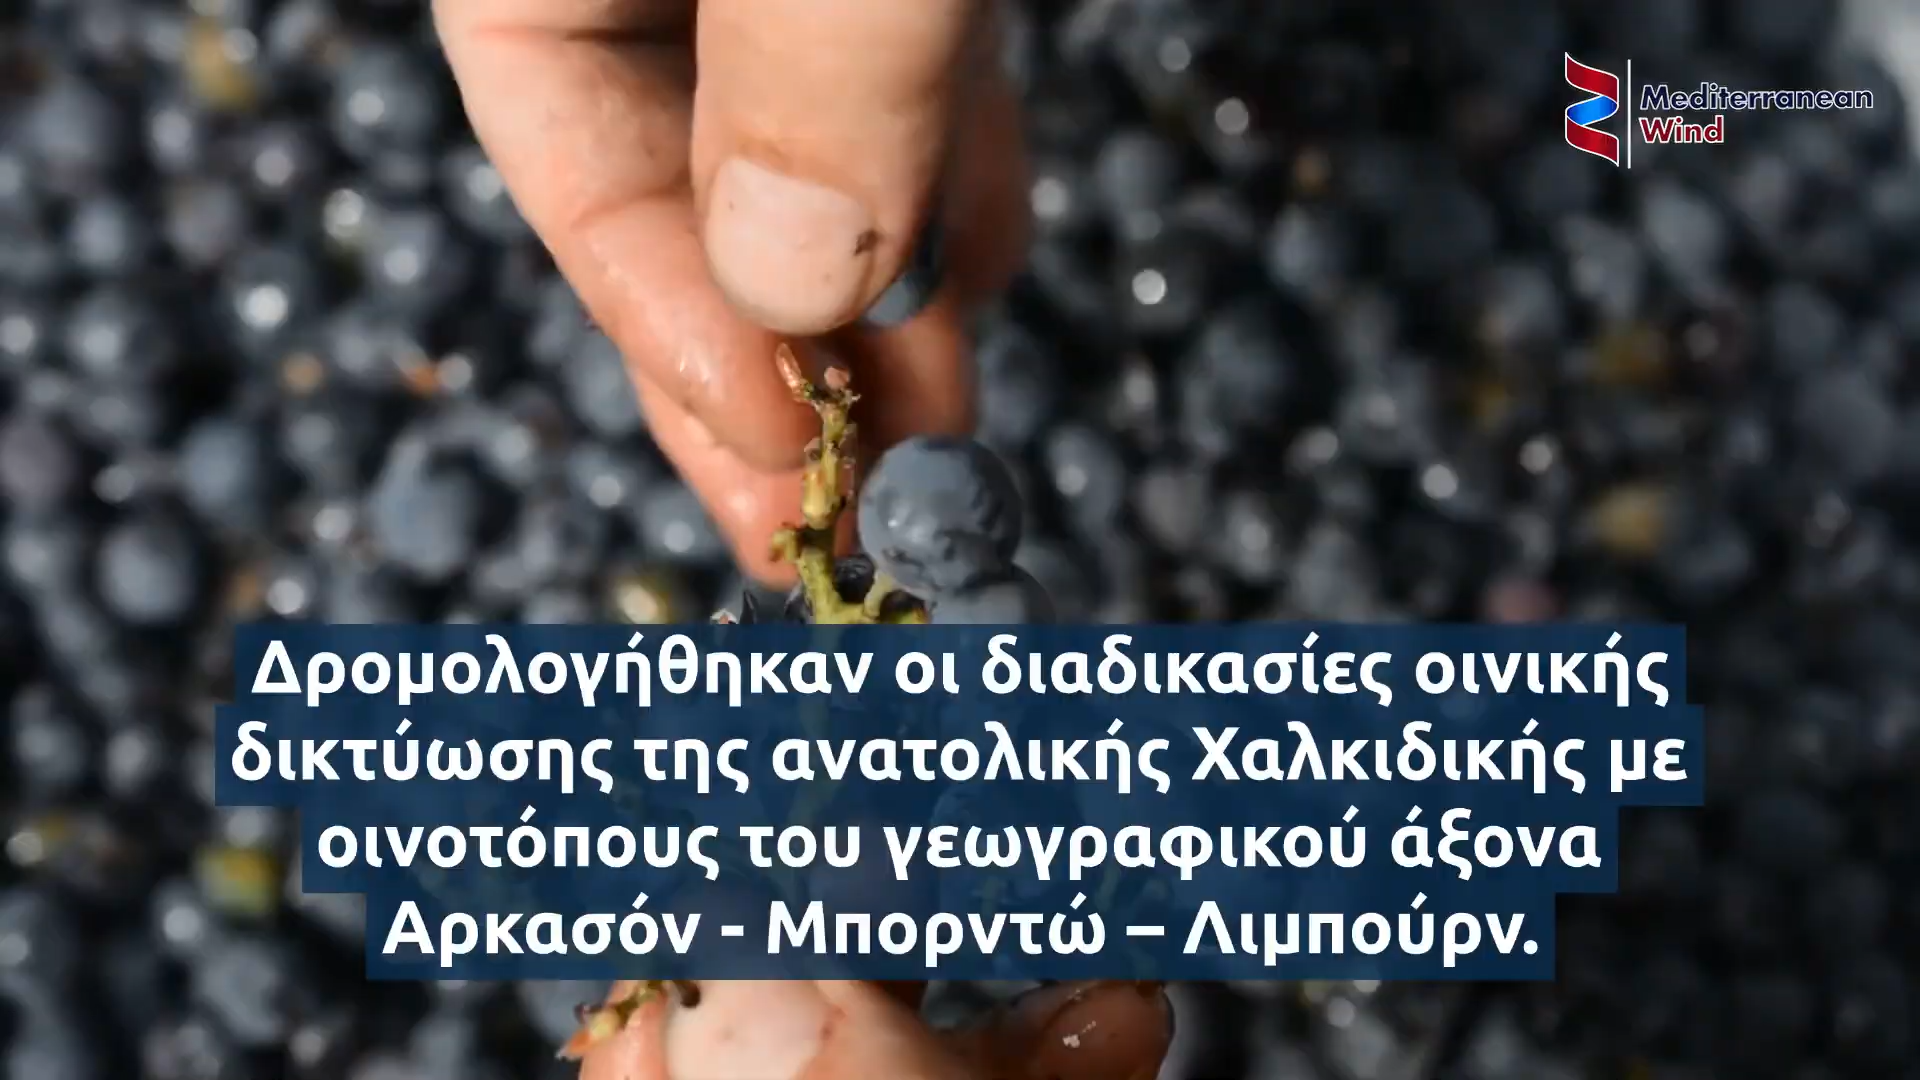 Mediterranean
Wind
Δρομολογήθηκαν οι διαδικασίες οινικής
δικτύωσης της ανατολικής Χαλκιδικής με
οινοτόπους του γεωγραφικού άξονα
Αρκασόν - Μπορντώ – Λιμπούρν.